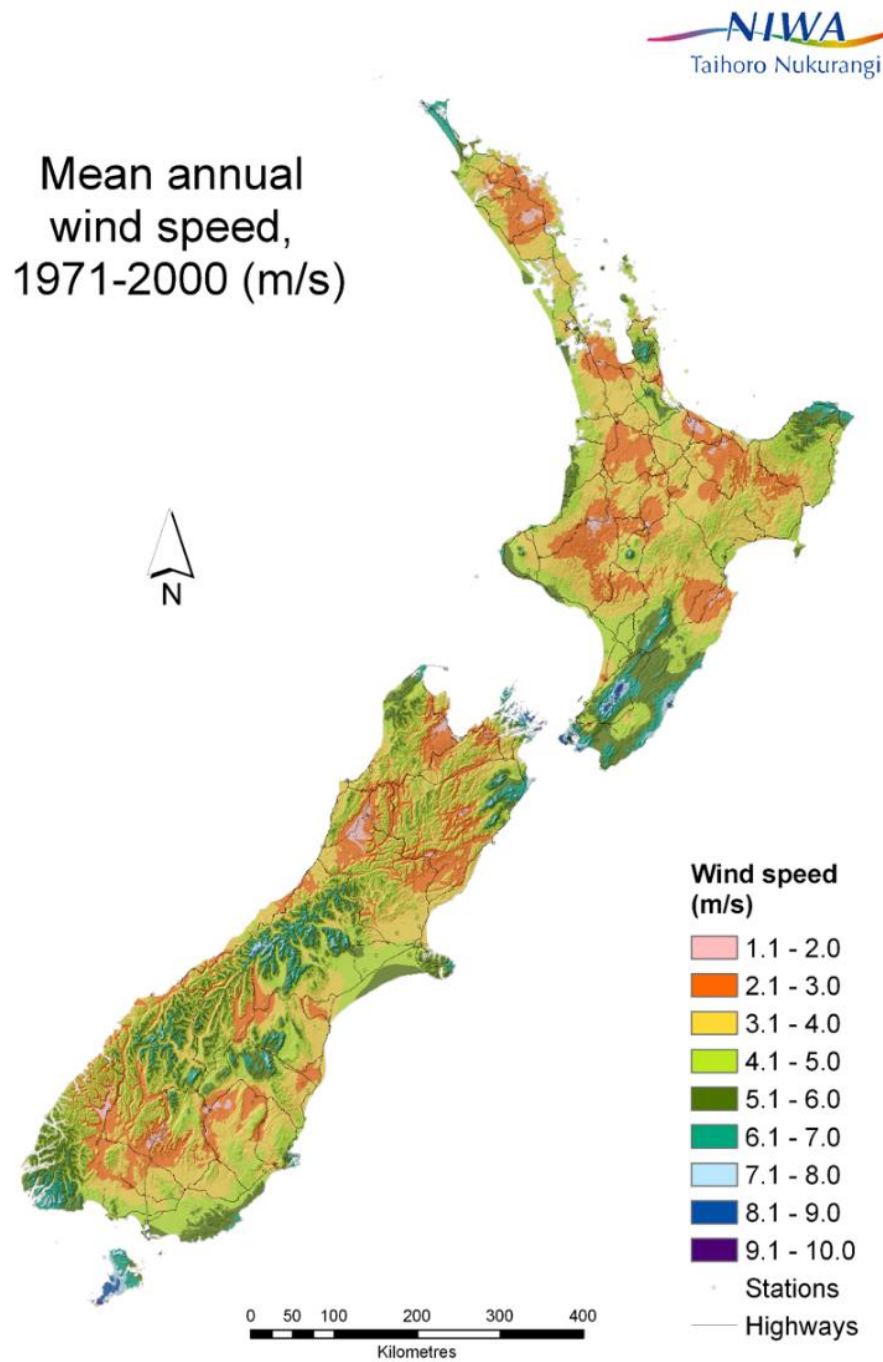 NIWA
Taihoro Nukurangi
Mean annual
wind speed,
1971-2000 (m/s)
N
Wind speed
(m/s)
1.1 - 2.0
2.1 - 3.0
3.1 - 4.0
4.1 - 5.0
5.1 - 6.0
6.1 - 7.0
7.1 - 8.0
8.1 - 9.0
9.1 - 10.0
Stations
Highways
0 50 100 200 300 400
Kilometres